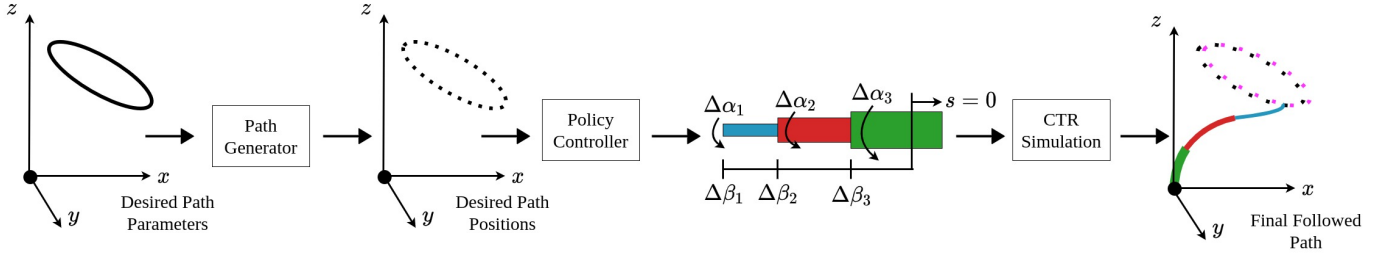 z
x
y
Desired Path
Parameters
Path
Generator
z
x
y
Desired Path
Positions
Policy
Controller
Δα₁
Δα₂
Δα₃
s = 0
Δβ₁
Δβ₂
Δβ₃
CTR
Simulation
z
x
y
Final Followed
Path